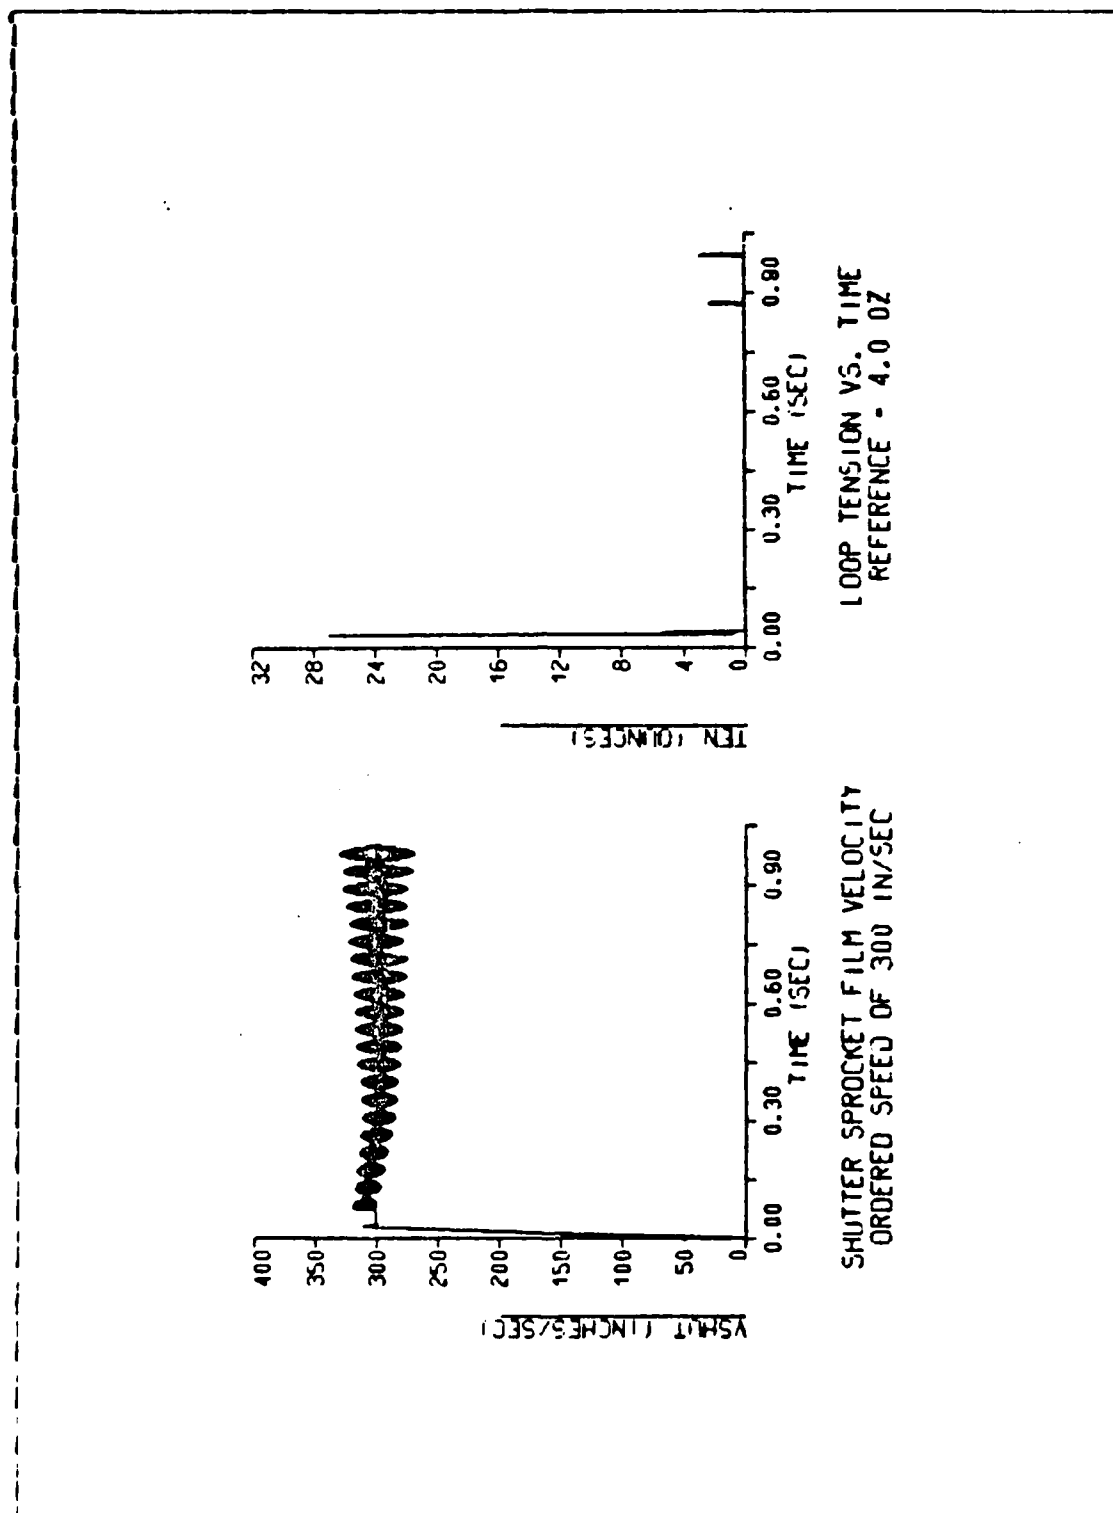 VSHUT (INCHES/SEC)
400
350
300
250
200
150
100
50
0
0.00 0.30 0.60 0.90
TIME (SEC)
SHUTTER SPROCKET FILM VELOCITY
ORDERED SPEED OF 300 IN/SEC
TEN (OUNCES)
32
28
24
20
16
12
8
4
0
0.00 0.30 0.60 0.90
TIME (SEC)
LOOP TENSION VS. TIME
REFERENCE - 4.0 OZ